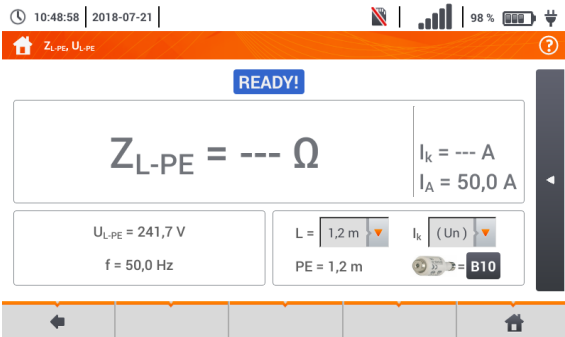 10:48:58 2018-07-21 98 %
ZL-PE, UL-PE ?
READY!
ZL-PE = --- Ω
Ik = --- A
IA = 50,0 A
UL-PE = 241,7 V
f = 50,0 Hz
L = 1,2 m Ik (Un)
PE = 1,2 m = B10